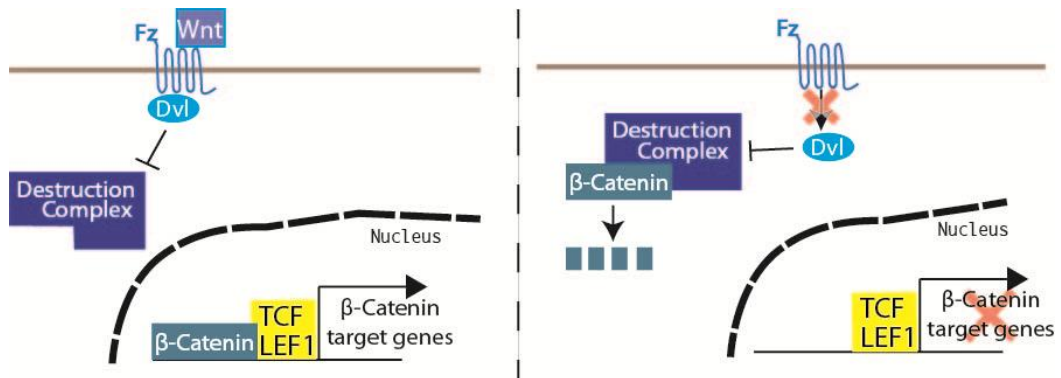 Fz
Wnt
Dvl
Destruction
Complex
Nucleus
β-Catenin
TCF
LEF1
β-Catenin
target genes
Fz
Destruction
Complex
Dvl
β-Catenin
Nucleus
TCF
LEF1
β-Catenin
target genes